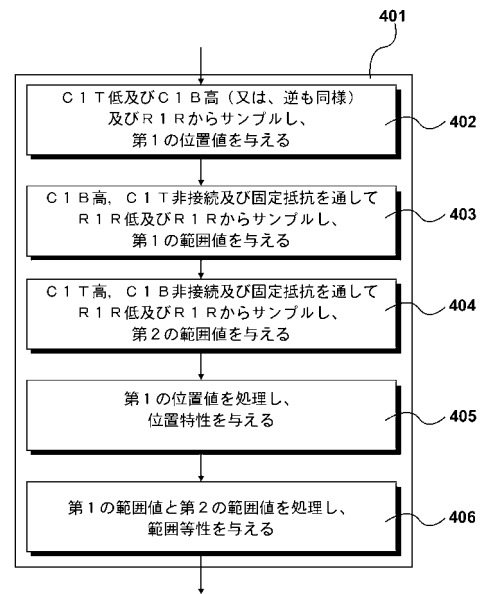 401
C1T低及びC1B高（又は、逆も同様）
及びR1Rからサンプルし、
第1の位置値を与える
402
C1B高，C1T非接続及び固定抵抗を通して
R1R低及びR1Rからサンプルし、
第1の範囲値を与える
403
C1T高，C1B非接続及び固定抵抗を通して
R1R低及びR1Rからサンプルし、
第2の範囲値を与える
404
第1の位置値を処理し、
位置特性を与える
405
第1の範囲値と第2の範囲値を処理し、
範囲等性を与える
406